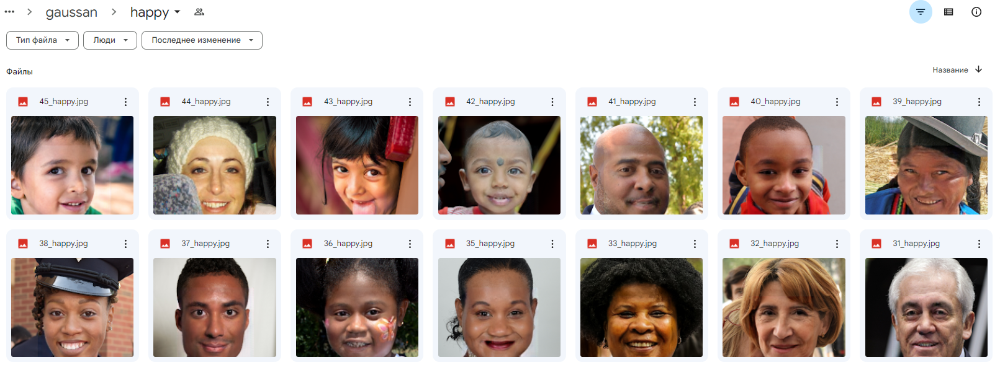 gaussan > happy
Тип файла Люди Последнее изменение
Файлы Название
45_happy.jpg 44_happy.jpg 43_happy.jpg 42_happy.jpg 41_happy.jpg 40_happy.jpg 39_happy.jpg
38_happy.jpg 37_happy.jpg 36_happy.jpg 35_happy.jpg 33_happy.jpg 32_happy.jpg 31_happy.jpg